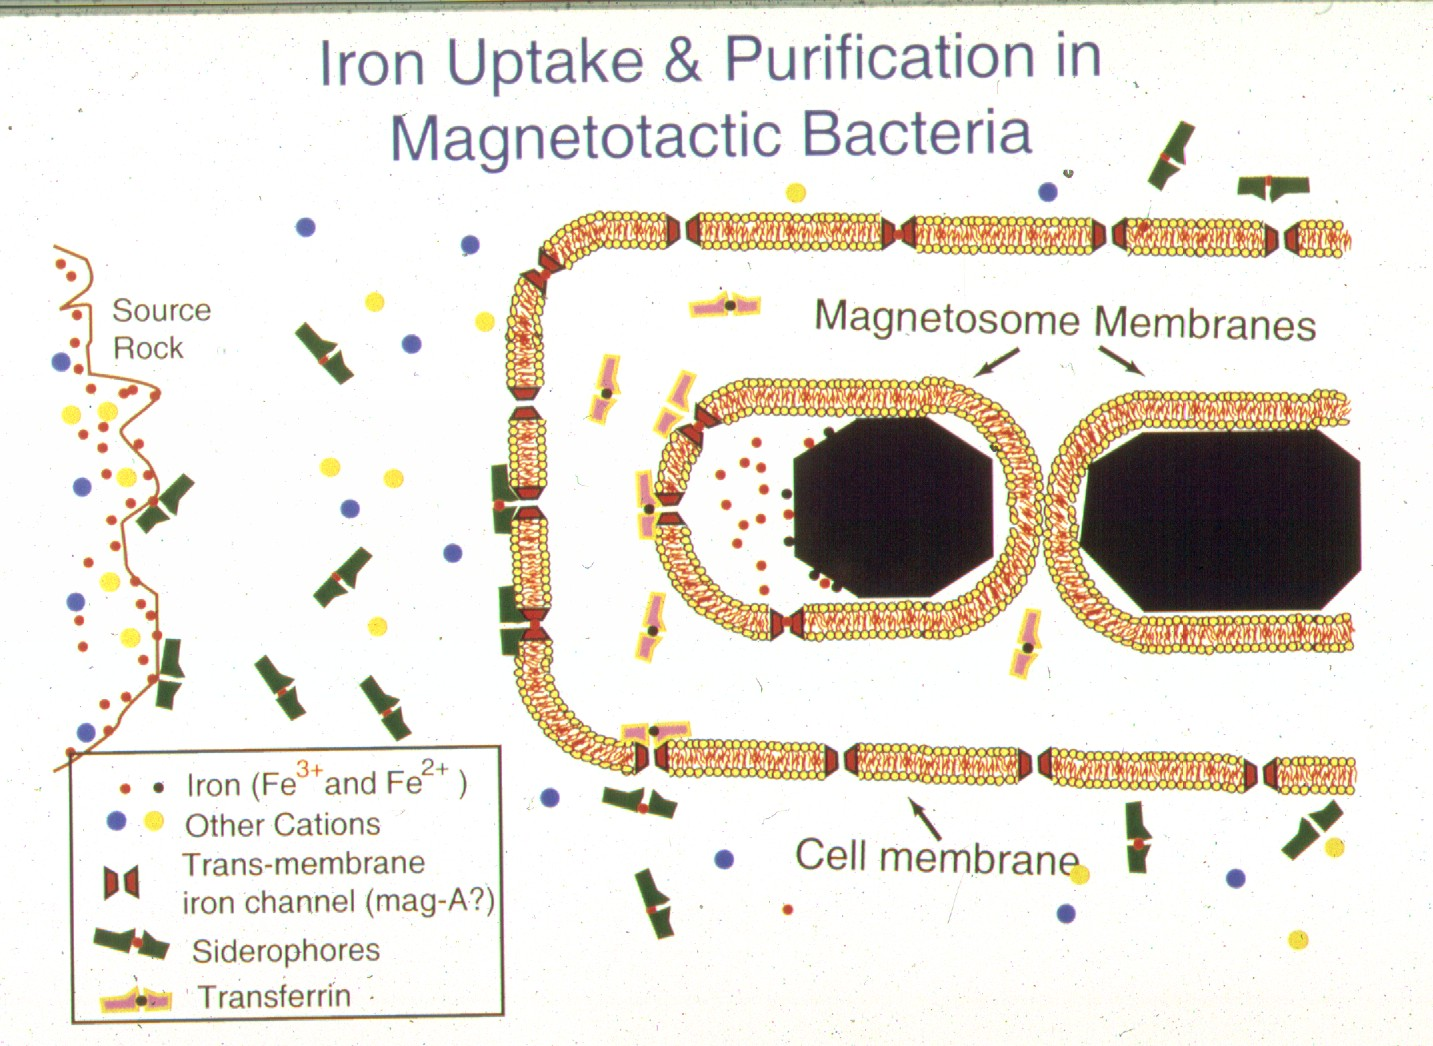 Iron Uptake & Purification in
Magnetotactic Bacteria
Source
Rock
Magnetosome Membranes
Cell membrane
Iron (Fe3+ and Fe2+ )
Other Cations
Trans-membrane
iron channel (mag-A?)
Siderophores
Transferrin